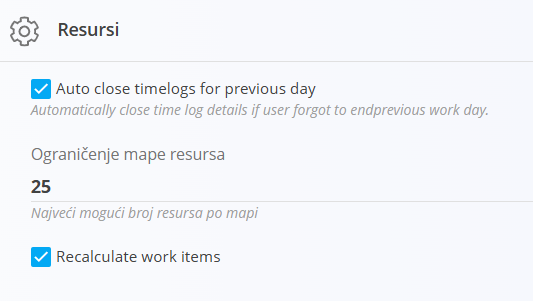 Resursi
Auto close timelogs for previous day
Automatically close time log details if user forgot to endprevious work day.
Ograničenje mape resursa
25
Najveći mogući broj resursa po mapi
Recalculate work items